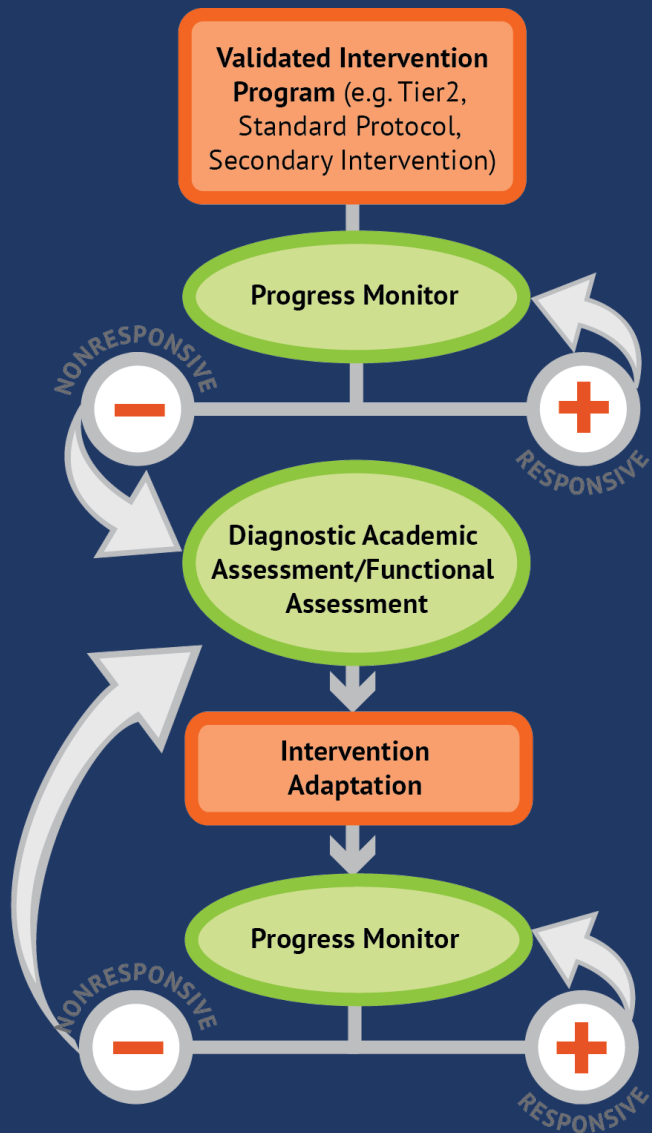 Validated Intervention
Program (e.g. Tier2,
Standard Protocol,
Secondary Intervention)
Progress Monitor
NONRESPONSIVE
RESPONSIVE
Diagnostic Academic
Assessment/Functional
Assessment
Intervention
Adaptation
Progress Monitor
NONRESPONSIVE
RESPONSIVE